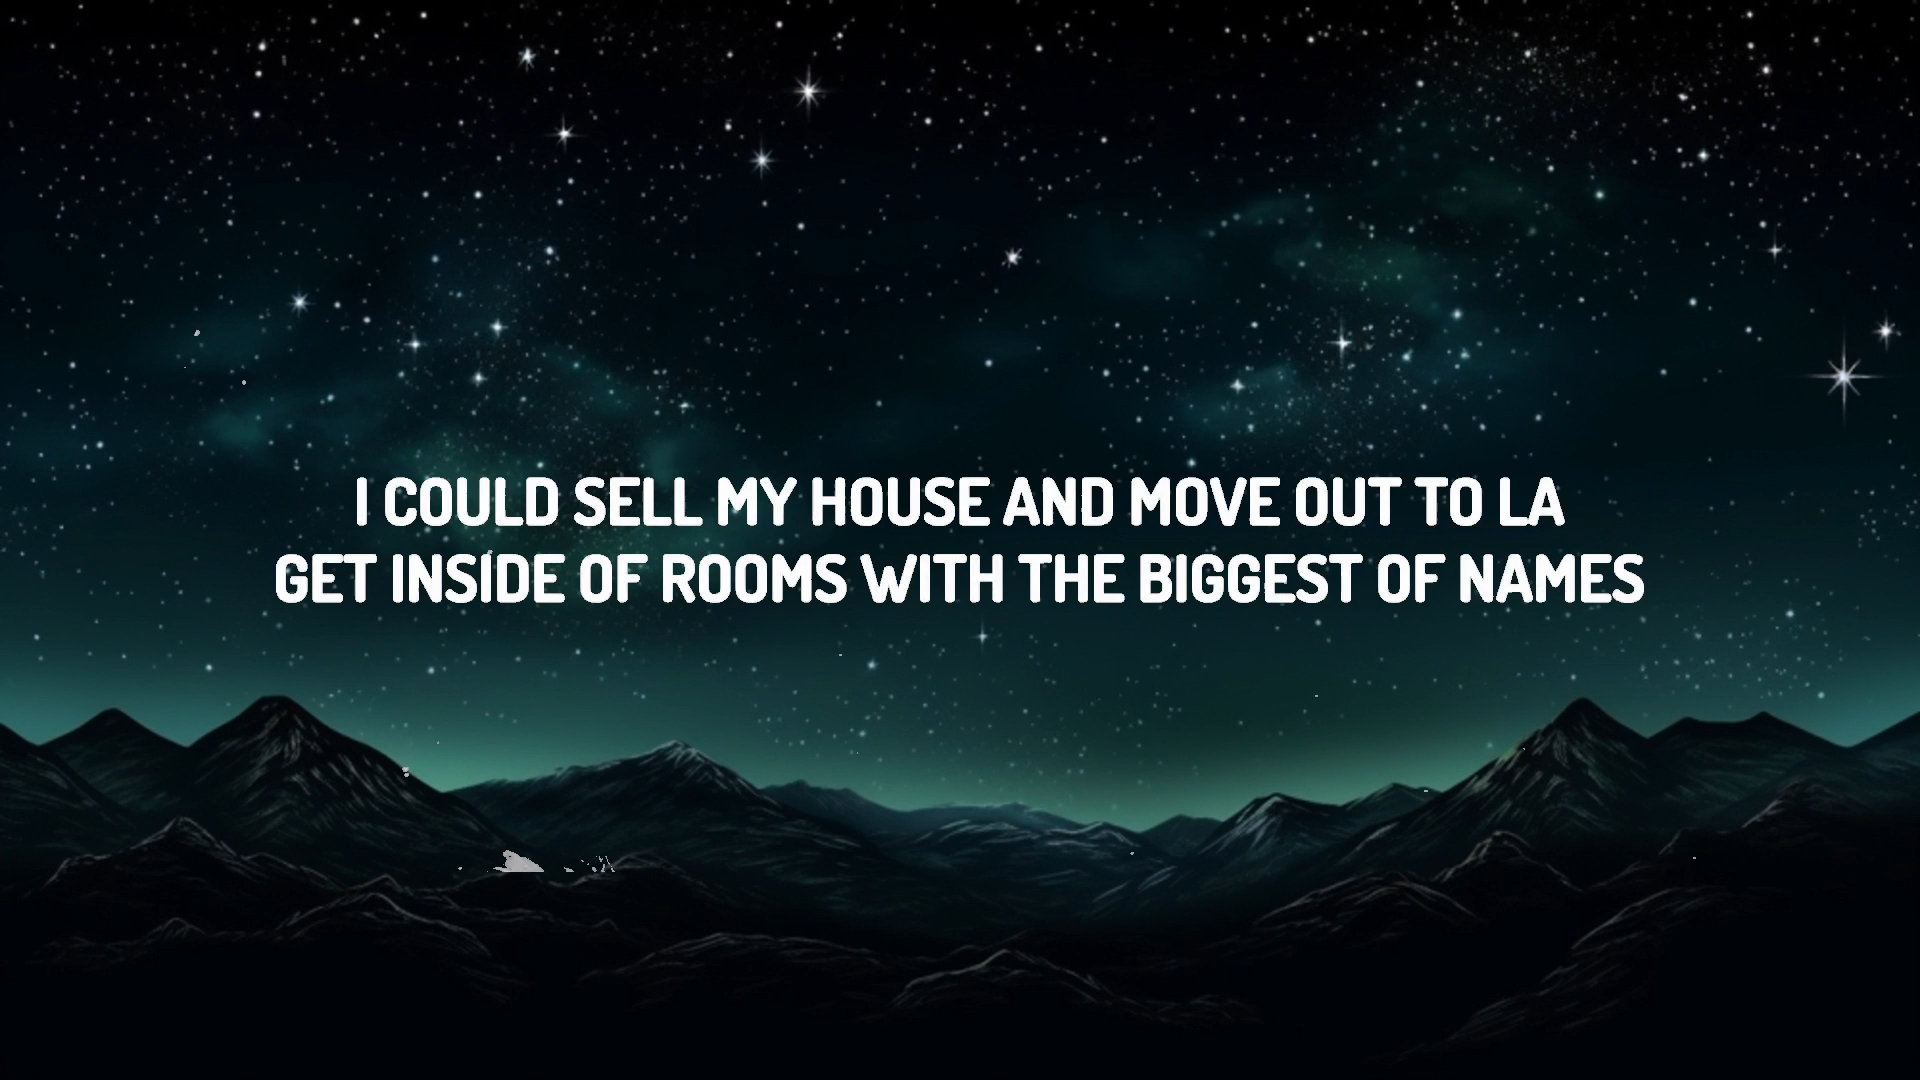 I COULD SELL MY HOUSE AND MOVE OUT TO LA
GET INSIDE OF ROOMS WITH THE BIGGEST OF NAMES